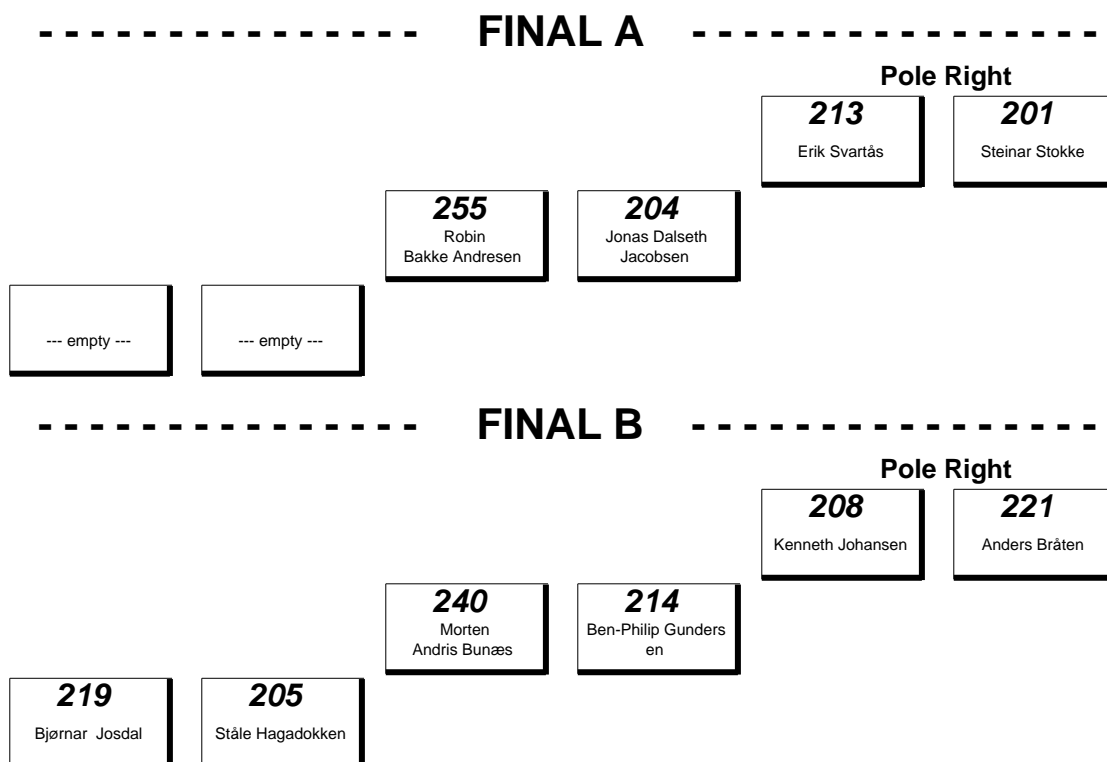 - - - - - - - - - - - - - - - - FINAL A - - - - - - - - - - - - - - - - -
Pole Right
213 201
Erik Svartås Steinar Stokke
255 204
Robin Jonas Dalseth
Bakke Andresen Jacobsen
--- empty --- --- empty ---
- - - - - - - - - - - - - - - - FINAL B - - - - - - - - - - - - - - - - -
Pole Right
208 221
Kenneth Johansen Anders Bråten
240 214
Morten Ben-Philip Gunders
Andris Bunæs en
219 205
Bjørnar  Josdal Ståle Hagadokken